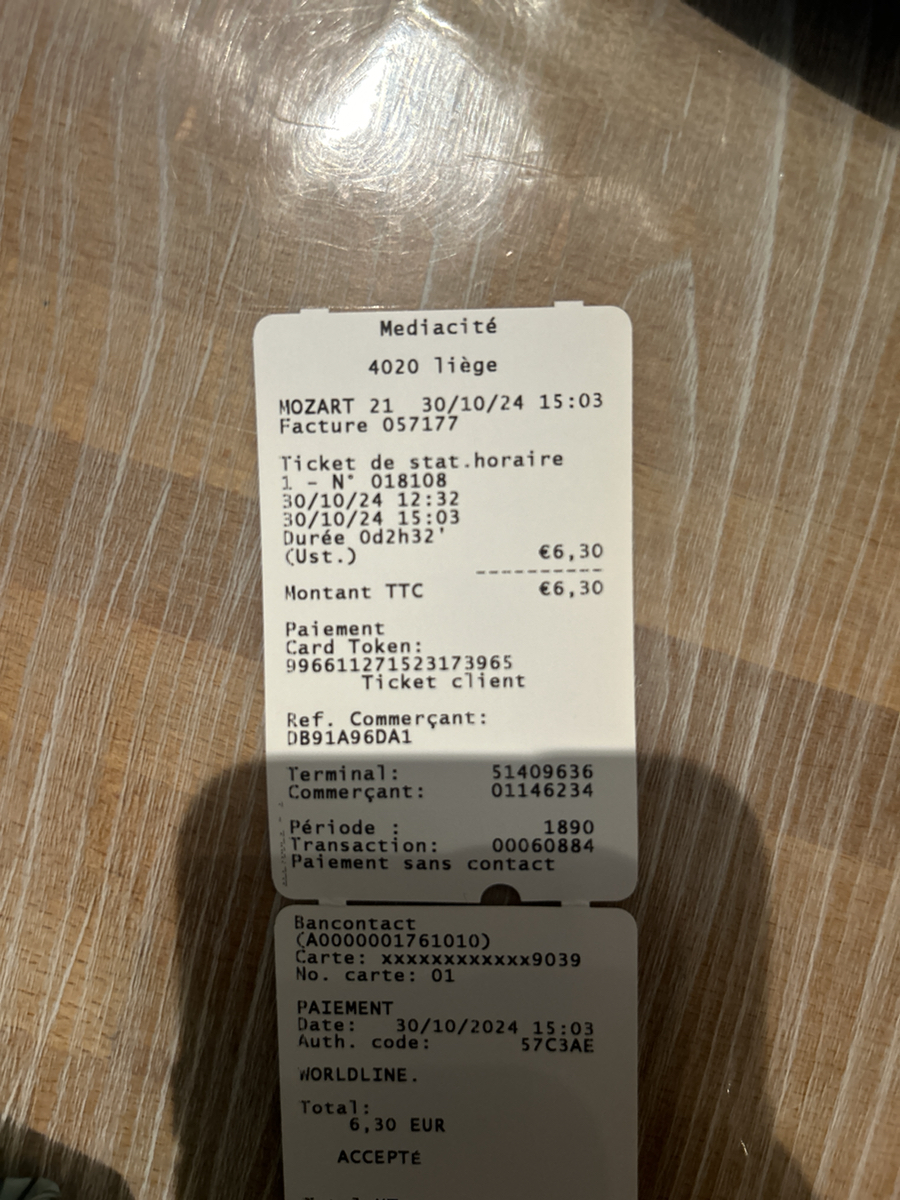 Mediacité
4020 liège
MOZART 21 30/10/24 15:03
Facture 057177
Ticket de stat.horaire
1 - N° 018108
30/10/24 12:32
30/10/24 15:03
Durée 0d2h32'
(Ust.) €6,30
----------
Montant TTC €6,30
Paiement
Card Token:
996611271523173965
Ticket client
Ref. Commerçant:
DB91A96DA1
Terminal: 51409636
Commerçant: 01146234
Période : 1890
Transaction: 00060884
Paiement sans contact
Bancontact
(A0000001761010)
Carte: xxxxxxxxxxxx9039
No. carte: 01
PAIEMENT
Date: 30/10/2024 15:03
Auth. code: 57C3AE
WORLDLINE.
Total:
6,30 EUR
ACCEPTÉ